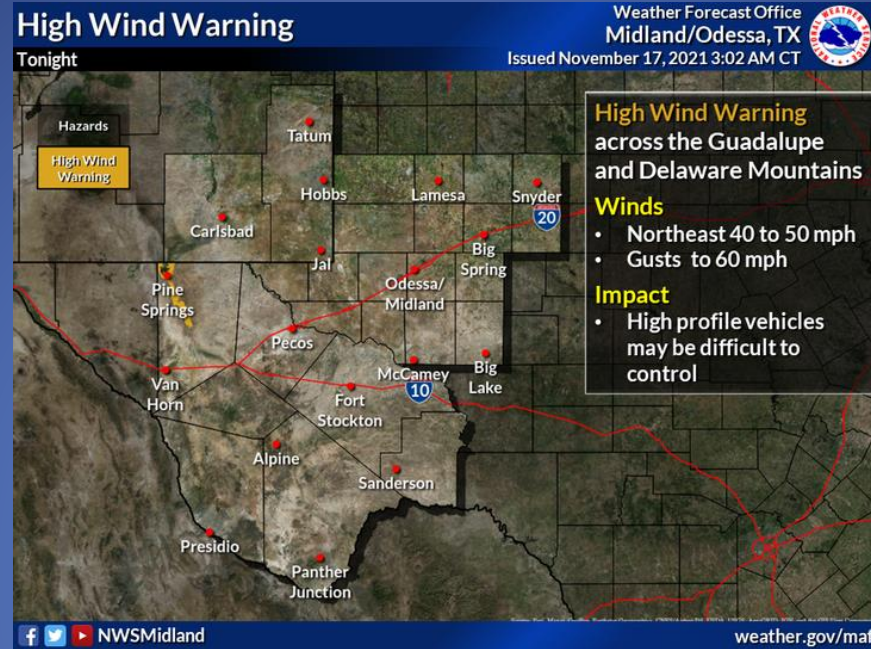 High Wind Warning
Tonight
Weather Forecast Office
Midland/Odessa, TX
Issued November 17, 2021 3:02 AM CT
NATIONAL WEATHER SERVICE
Hazards
High Wind
Warning
Tatum
Hobbs
Lamesa
Snyder
20
Carlsbad
Jal
Big
Spring
Odessa/
Midland
Pine
Springs
Pecos
McCamey
Big
Lake
10
Van
Horn
Fort
Stockton
Alpine
Sanderson
Presidio
Panther
Junction
High Wind Warning
across the Guadalupe
and Delaware Mountains
Winds
• Northeast 40 to 50 mph
• Gusts to 60 mph
Impact
• High profile vehicles
may be difficult to
control
NWSMidland
weather.gov/maf